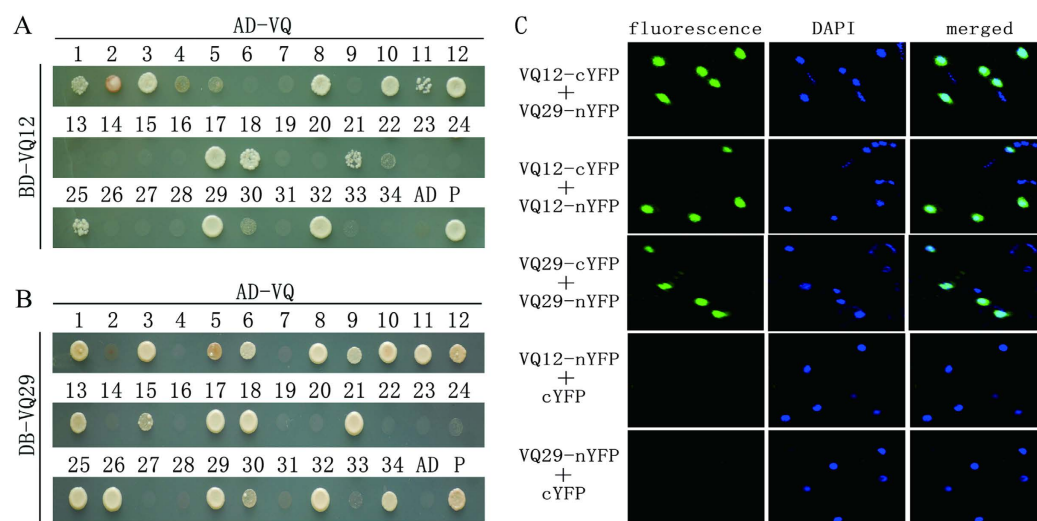 A
AD-VQ
1 2 3 4 5 6 7 8 9 10 11 12
13 14 15 16 17 18 19 20 21 22 23 24
25 26 27 28 29 30 31 32 33 34 AD P
BD-VQ12
B
AD-VQ
1 2 3 4 5 6 7 8 9 10 11 12
13 14 15 16 17 18 19 20 21 22 23 24
25 26 27 28 29 30 31 32 33 34 AD P
DB-VQ29
C
fluorescence DAPI merged
VQ12-cYFP
+
VQ29-nYFP
VQ12-cYFP
+
VQ12-nYFP
VQ29-cYFP
+
VQ29-nYFP
VQ12-nYFP
+
cYFP
VQ29-nYFP
+
cYFP